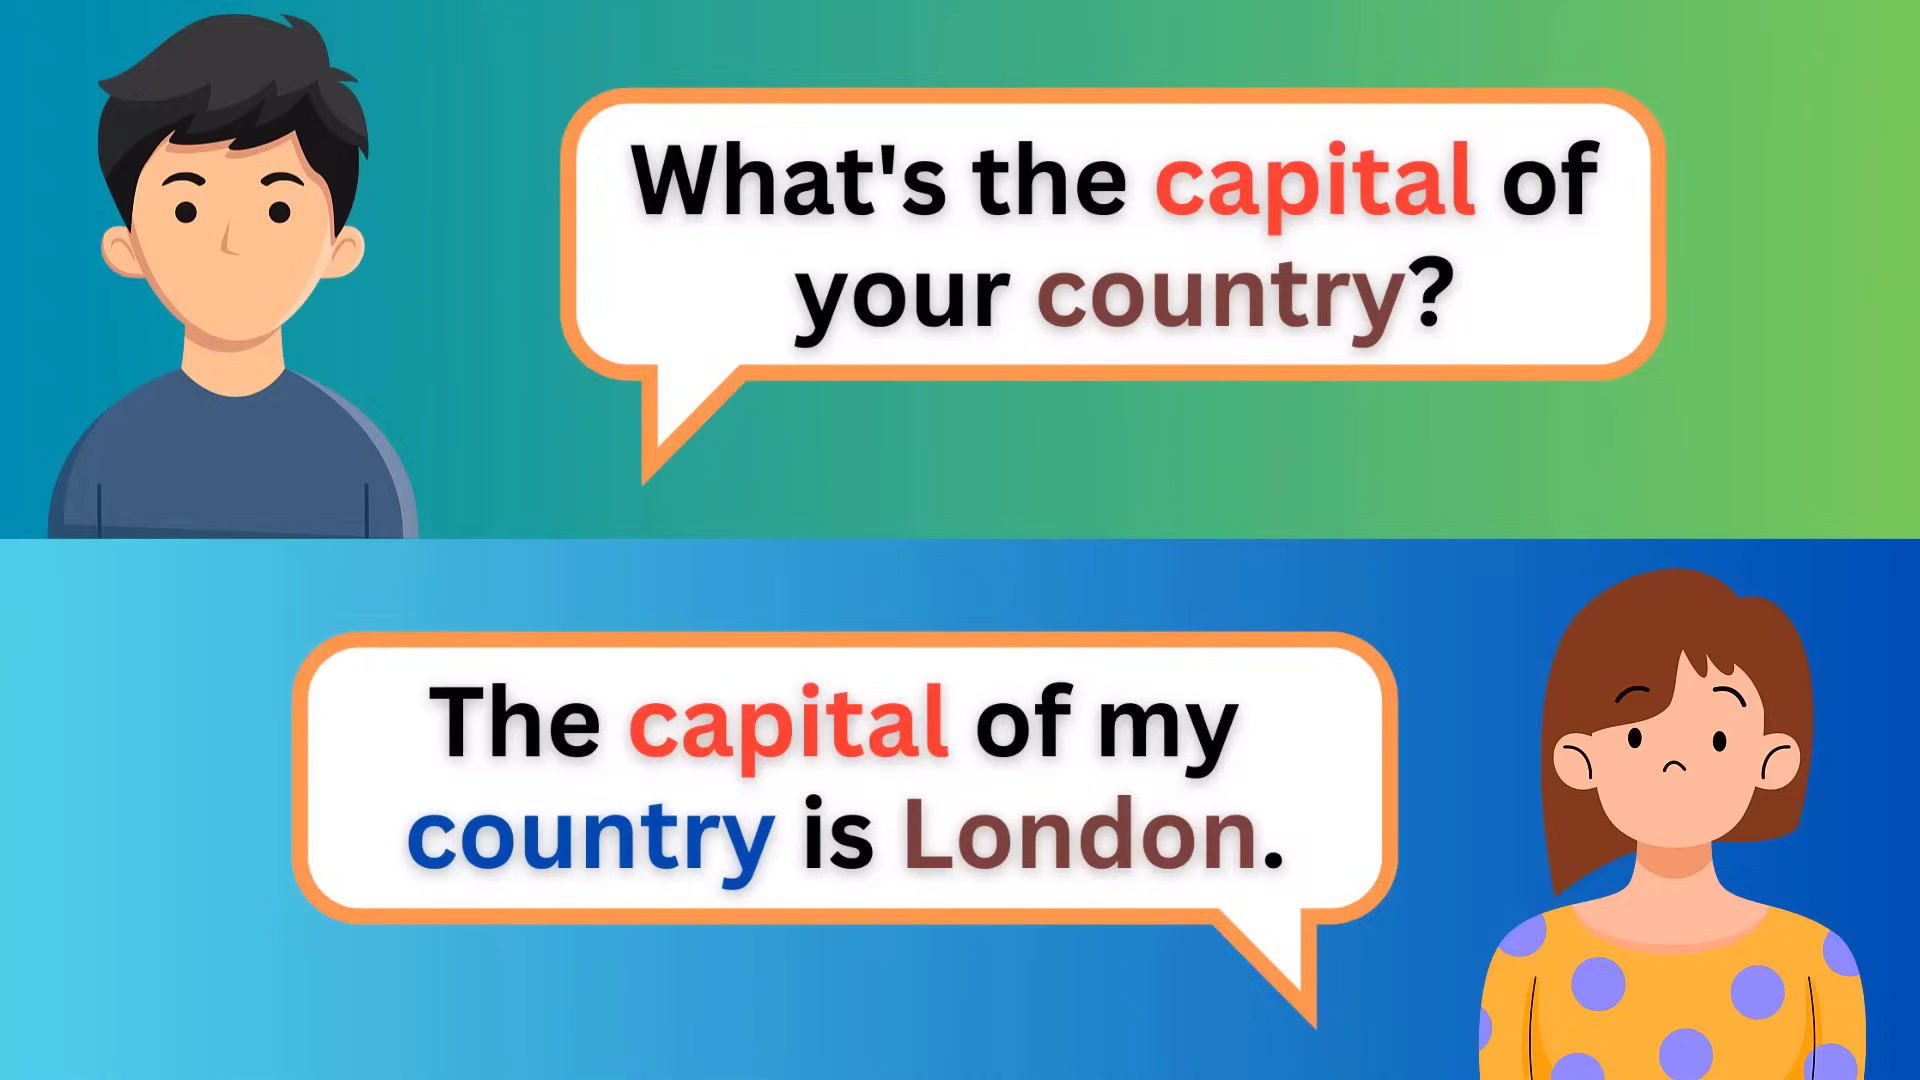 What's the capital of
your country?
The capital of my
country is London.